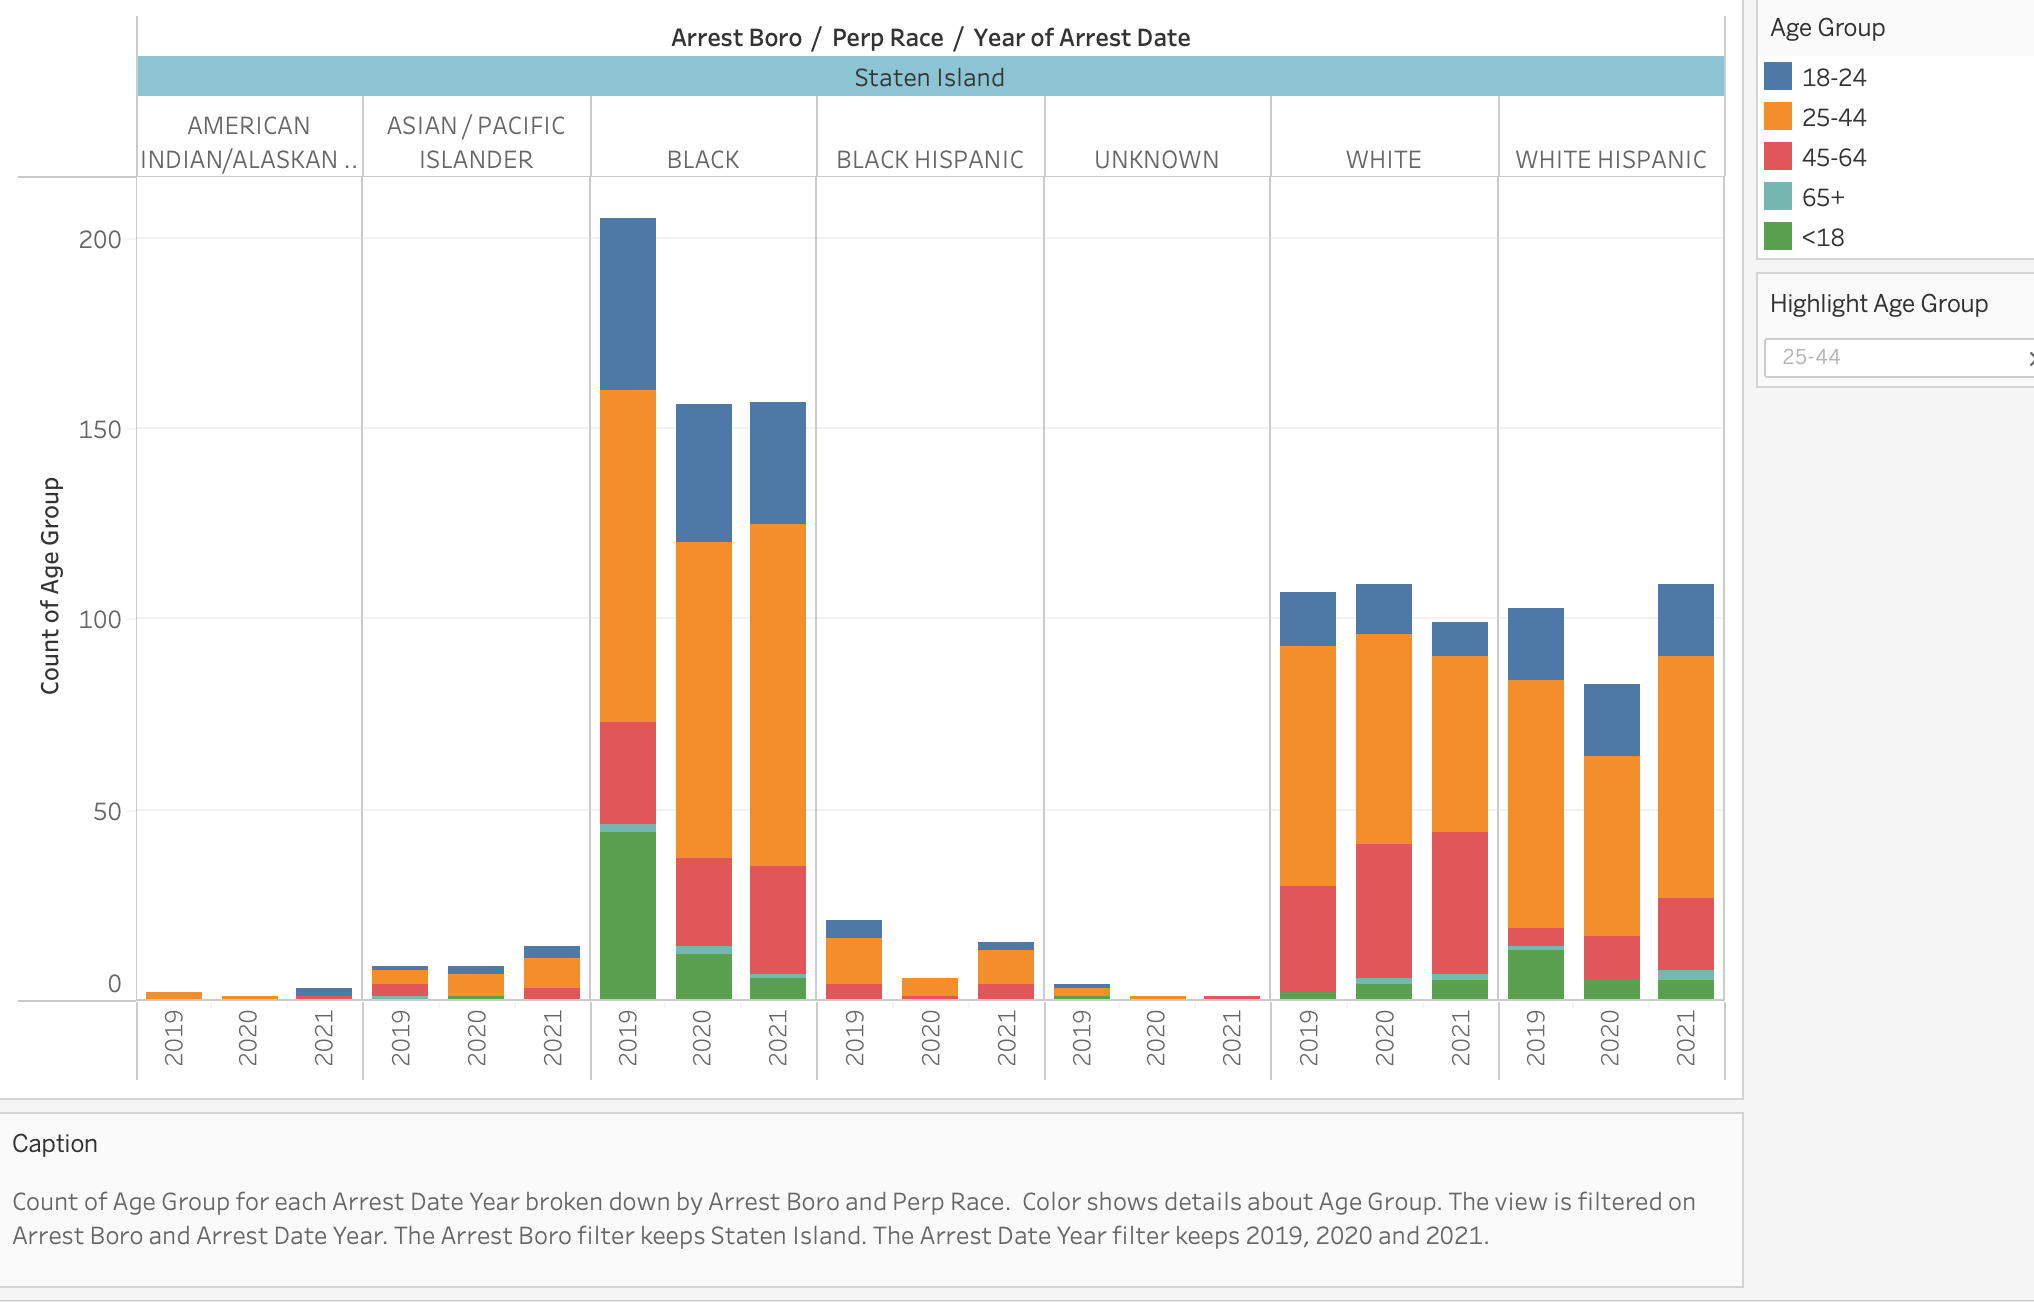 Arrest Boro / Perp Race / Year of Arrest Date
Staten Island
AMERICAN
INDIAN/ALASKAN ..
ASIAN / PACIFIC
ISLANDER
BLACK
BLACK HISPANIC
UNKNOWN
WHITE
WHITE HISPANIC
Count of Age Group
200
150
100
50
0
2019
2020
2021
2019
2020
2021
2019
2020
2021
2019
2020
2021
2019
2020
2021
2019
2020
2021
2019
2020
2021
Age Group
18-24
25-44
45-64
65+
<18
Highlight Age Group
25-44
Caption
Count of Age Group for each Arrest Date Year broken down by Arrest Boro and Perp Race.  Color shows details about Age Group. The view is filtered on
Arrest Boro and Arrest Date Year. The Arrest Boro filter keeps Staten Island. The Arrest Date Year filter keeps 2019, 2020 and 2021.